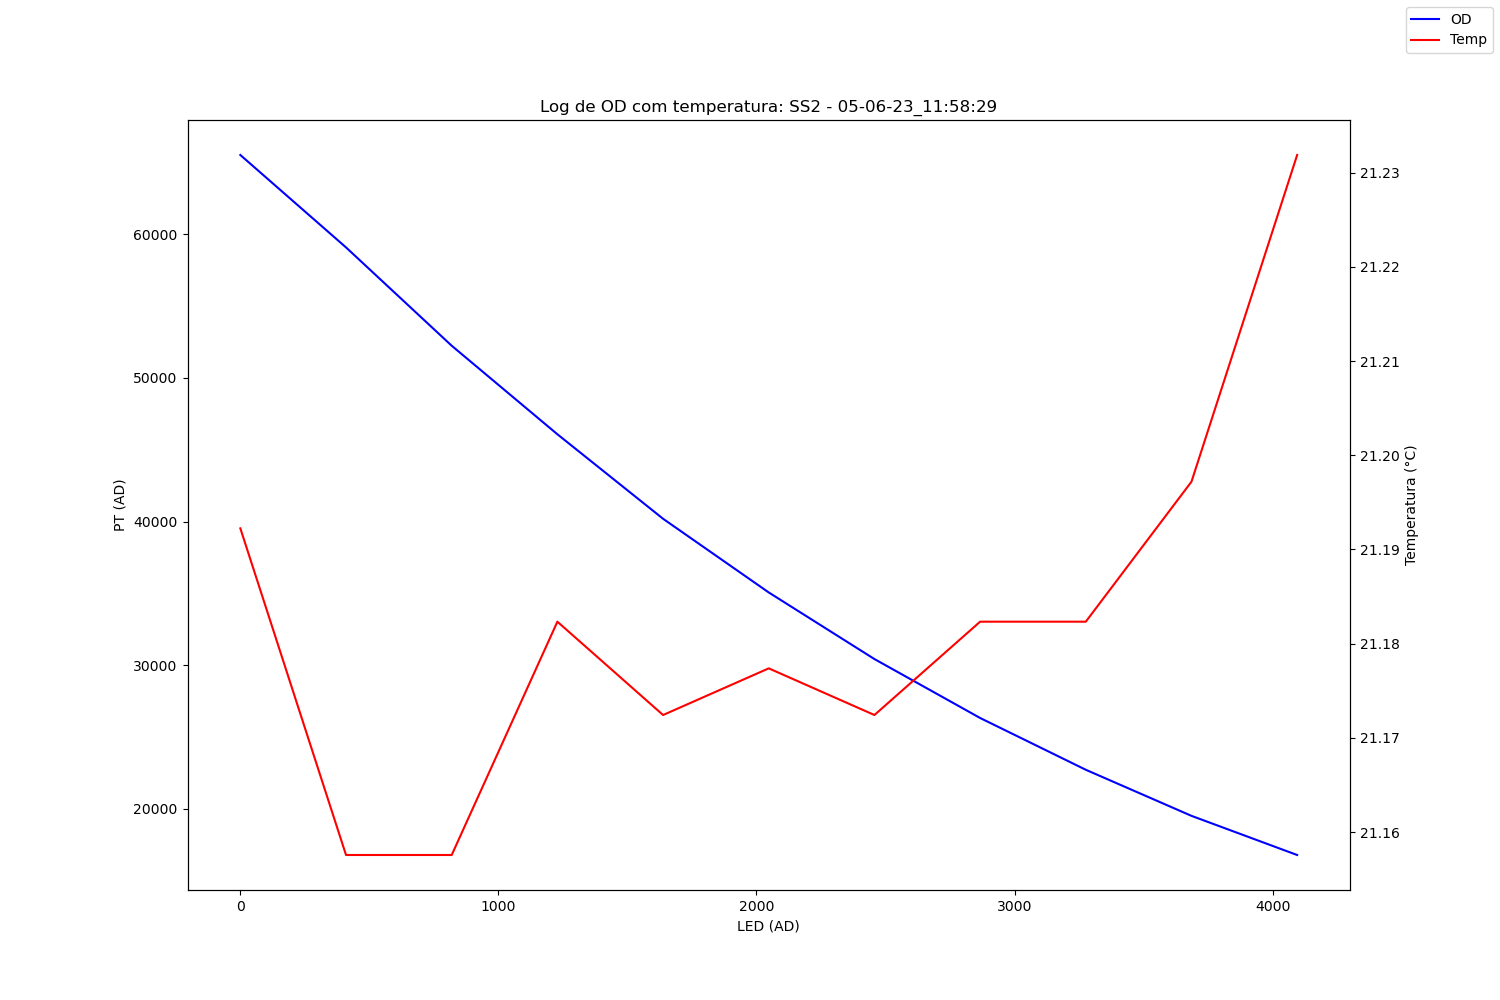 OD
Temp
Log de OD com temperatura: SS2 - 05-06-23_11:58:29
60000
50000
40000
30000
20000
PT (AD)
21.23
21.22
21.21
21.20
21.19
21.18
21.17
21.16
Temperatura (°C)
0 1000 2000 3000 4000
LED (AD)